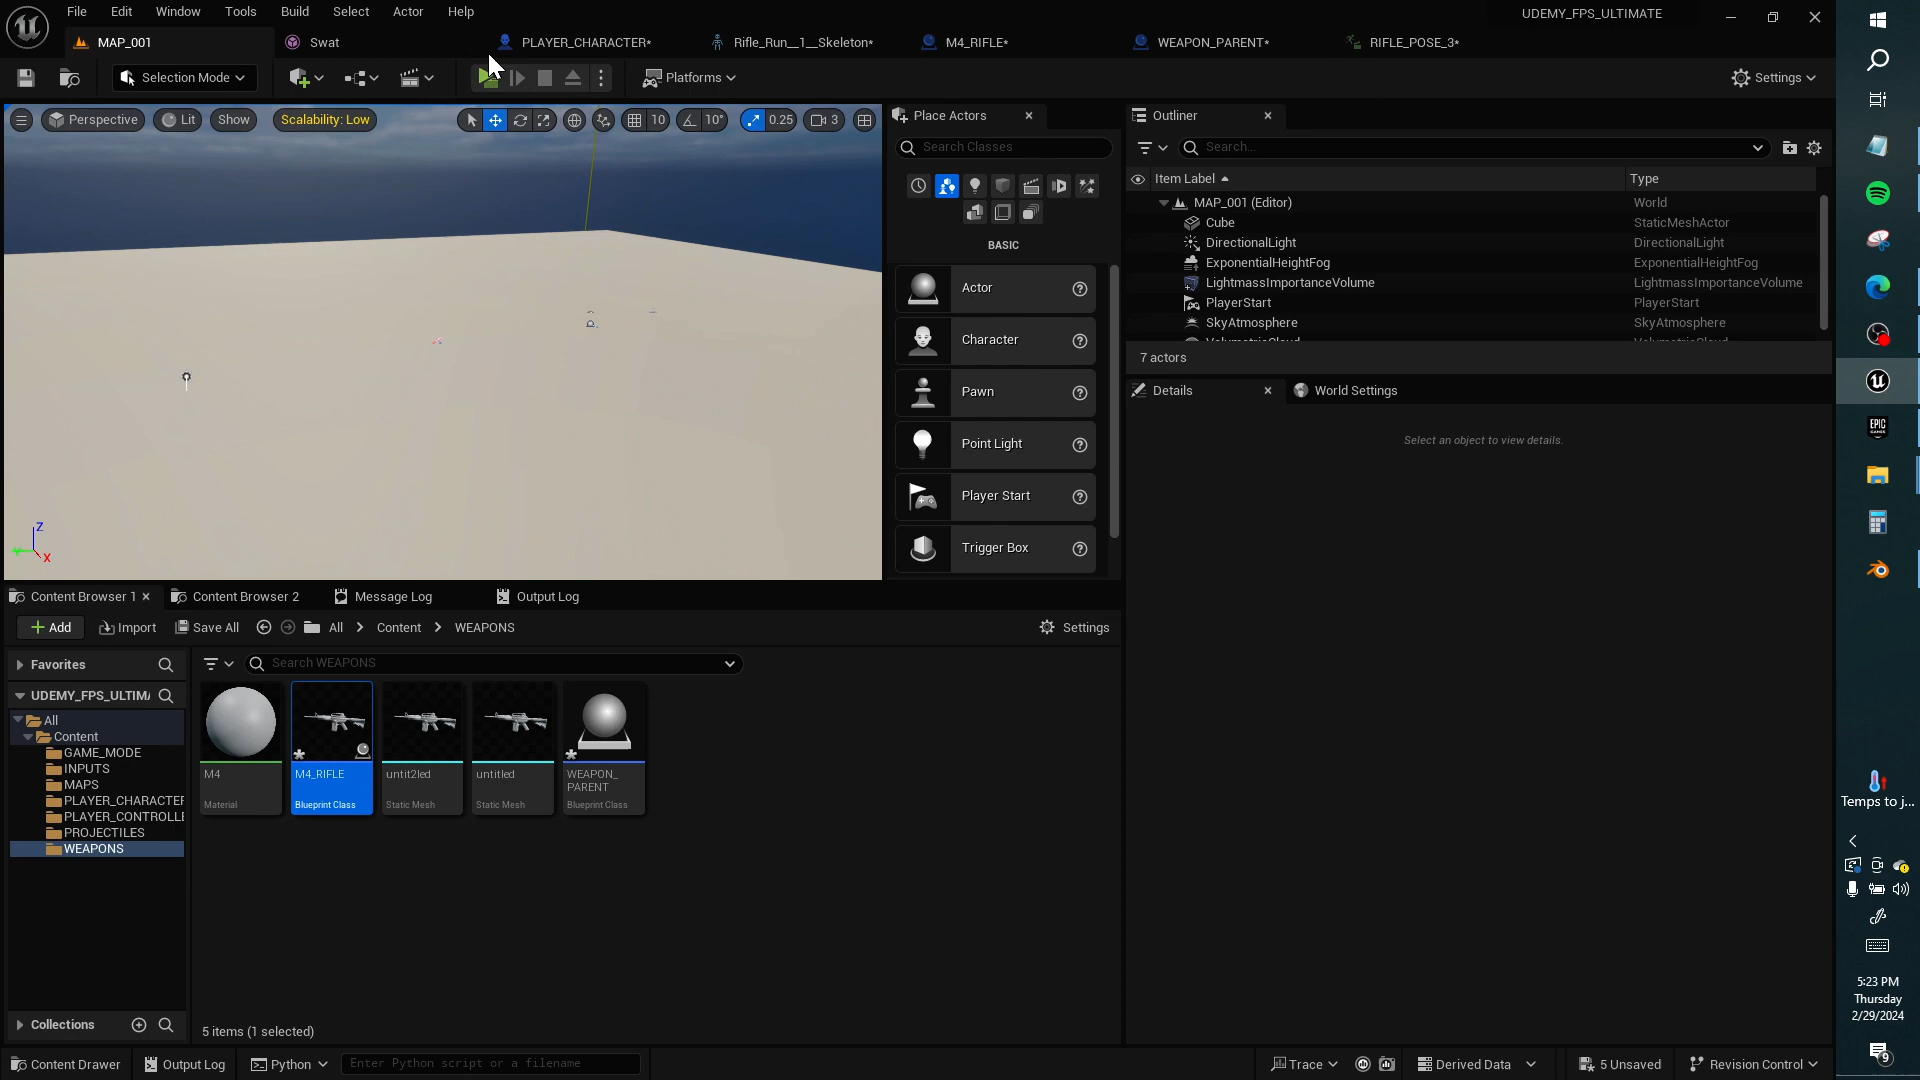 File Edit Window Tools Build Select Actor Help
UDEMY_FPS_ULTIMATE
MAP_001 Swat PLAYER_CHARACTER* Rifle_Run__1__Skeleton* M4_RIFLE* WEAPON_PARENT* RIFLE_POSE_3*
Selection Mode Platforms Settings
Perspective Lit Show Scalability: Low 10 10° 0.25 3
Place Actors
Search Classes
BASIC
Actor
Character
Pawn
Point Light
Player Start
Trigger Box
Outliner
Search...
Item Label Type
MAP_001 (Editor) World
Cube StaticMeshActor
DirectionalLight DirectionalLight
ExponentialHeightFog ExponentialHeightFog
LightmassImportanceVolume LightmassImportanceVolume
PlayerStart PlayerStart
SkyAtmosphere SkyAtmosphere
7 actors
Details World Settings
Select an object to view details.
Z
Y X
Content Browser 1 Content Browser 2 Message Log Output Log
Add Import Save All All Content WEAPONS Settings
Favorites
Search WEAPONS
UDEMY_FPS_ULTIM
All
Content
GAME_MODE
INPUTS
MAPS
PLAYER_CHARACTER
PLAYER_CONTROLLE
PROJECTILES
WEAPONS
M4
Material
M4_RIFLE
Blueprint Class
untit2led
Static Mesh
untitled
Static Mesh
WEAPON_
PARENT
Blueprint Class
Collections
5 items (1 selected)
Content Drawer Output Log Python Enter Python script or a filename Trace Derived Data 5 Unsaved Revision Control
EPIC
GAMES
Temps to j...
5:23 PM
Thursday
2/29/2024
9